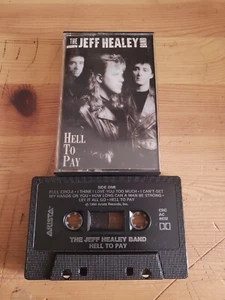 THE JEFF HEALEY BAND
HELL
TO
PAY
SIDE ONE
FULL CIRCLE • I THINK I LOVE YOU TOO MUCH • I CAN'T GET
MY HANDS ON YOU • HOW LONG CAN A MAN BE STRONG •
LET IT ALL GO • HELL TO PAY
ARISTA
THE JEFF HEALEY BAND
HELL TO PAY